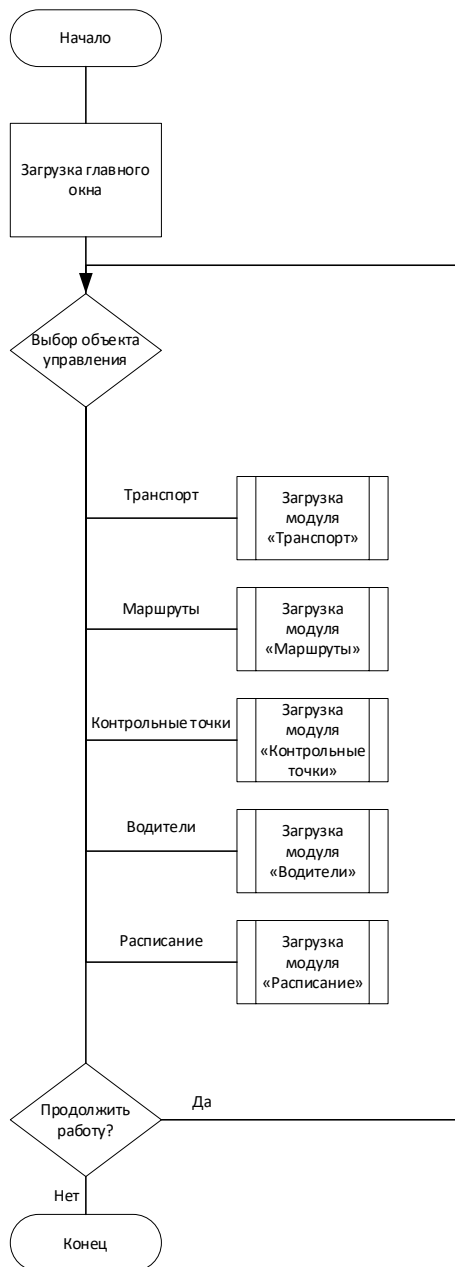 Начало
Загрузка главного
окна
Выбор объекта
управления
Транспорт
Загрузка
модуля
«Транспорт»
Маршруты
Загрузка
модуля
«Маршруты»
Контрольные точки
Загрузка
модуля
«Контрольные
точки»
Водители
Загрузка
модуля
«Водители»
Расписание
Загрузка
модуля
«Расписание»
Продолжить
работу?
Да
Нет
Конец